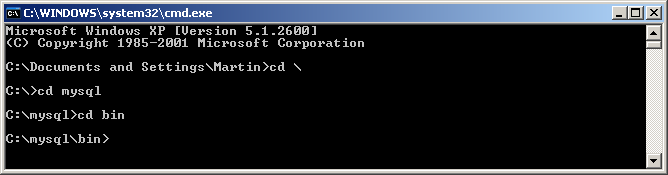 C:\WINDOWS\system32\cmd.exe
Microsoft Windows XP [Version 5.1.2600]
(C) Copyright 1985-2001 Microsoft Corporation
C:\Documents and Settings\Martin>cd \
C:\>cd mysql
C:\mysql>cd bin
C:\mysql\bin>